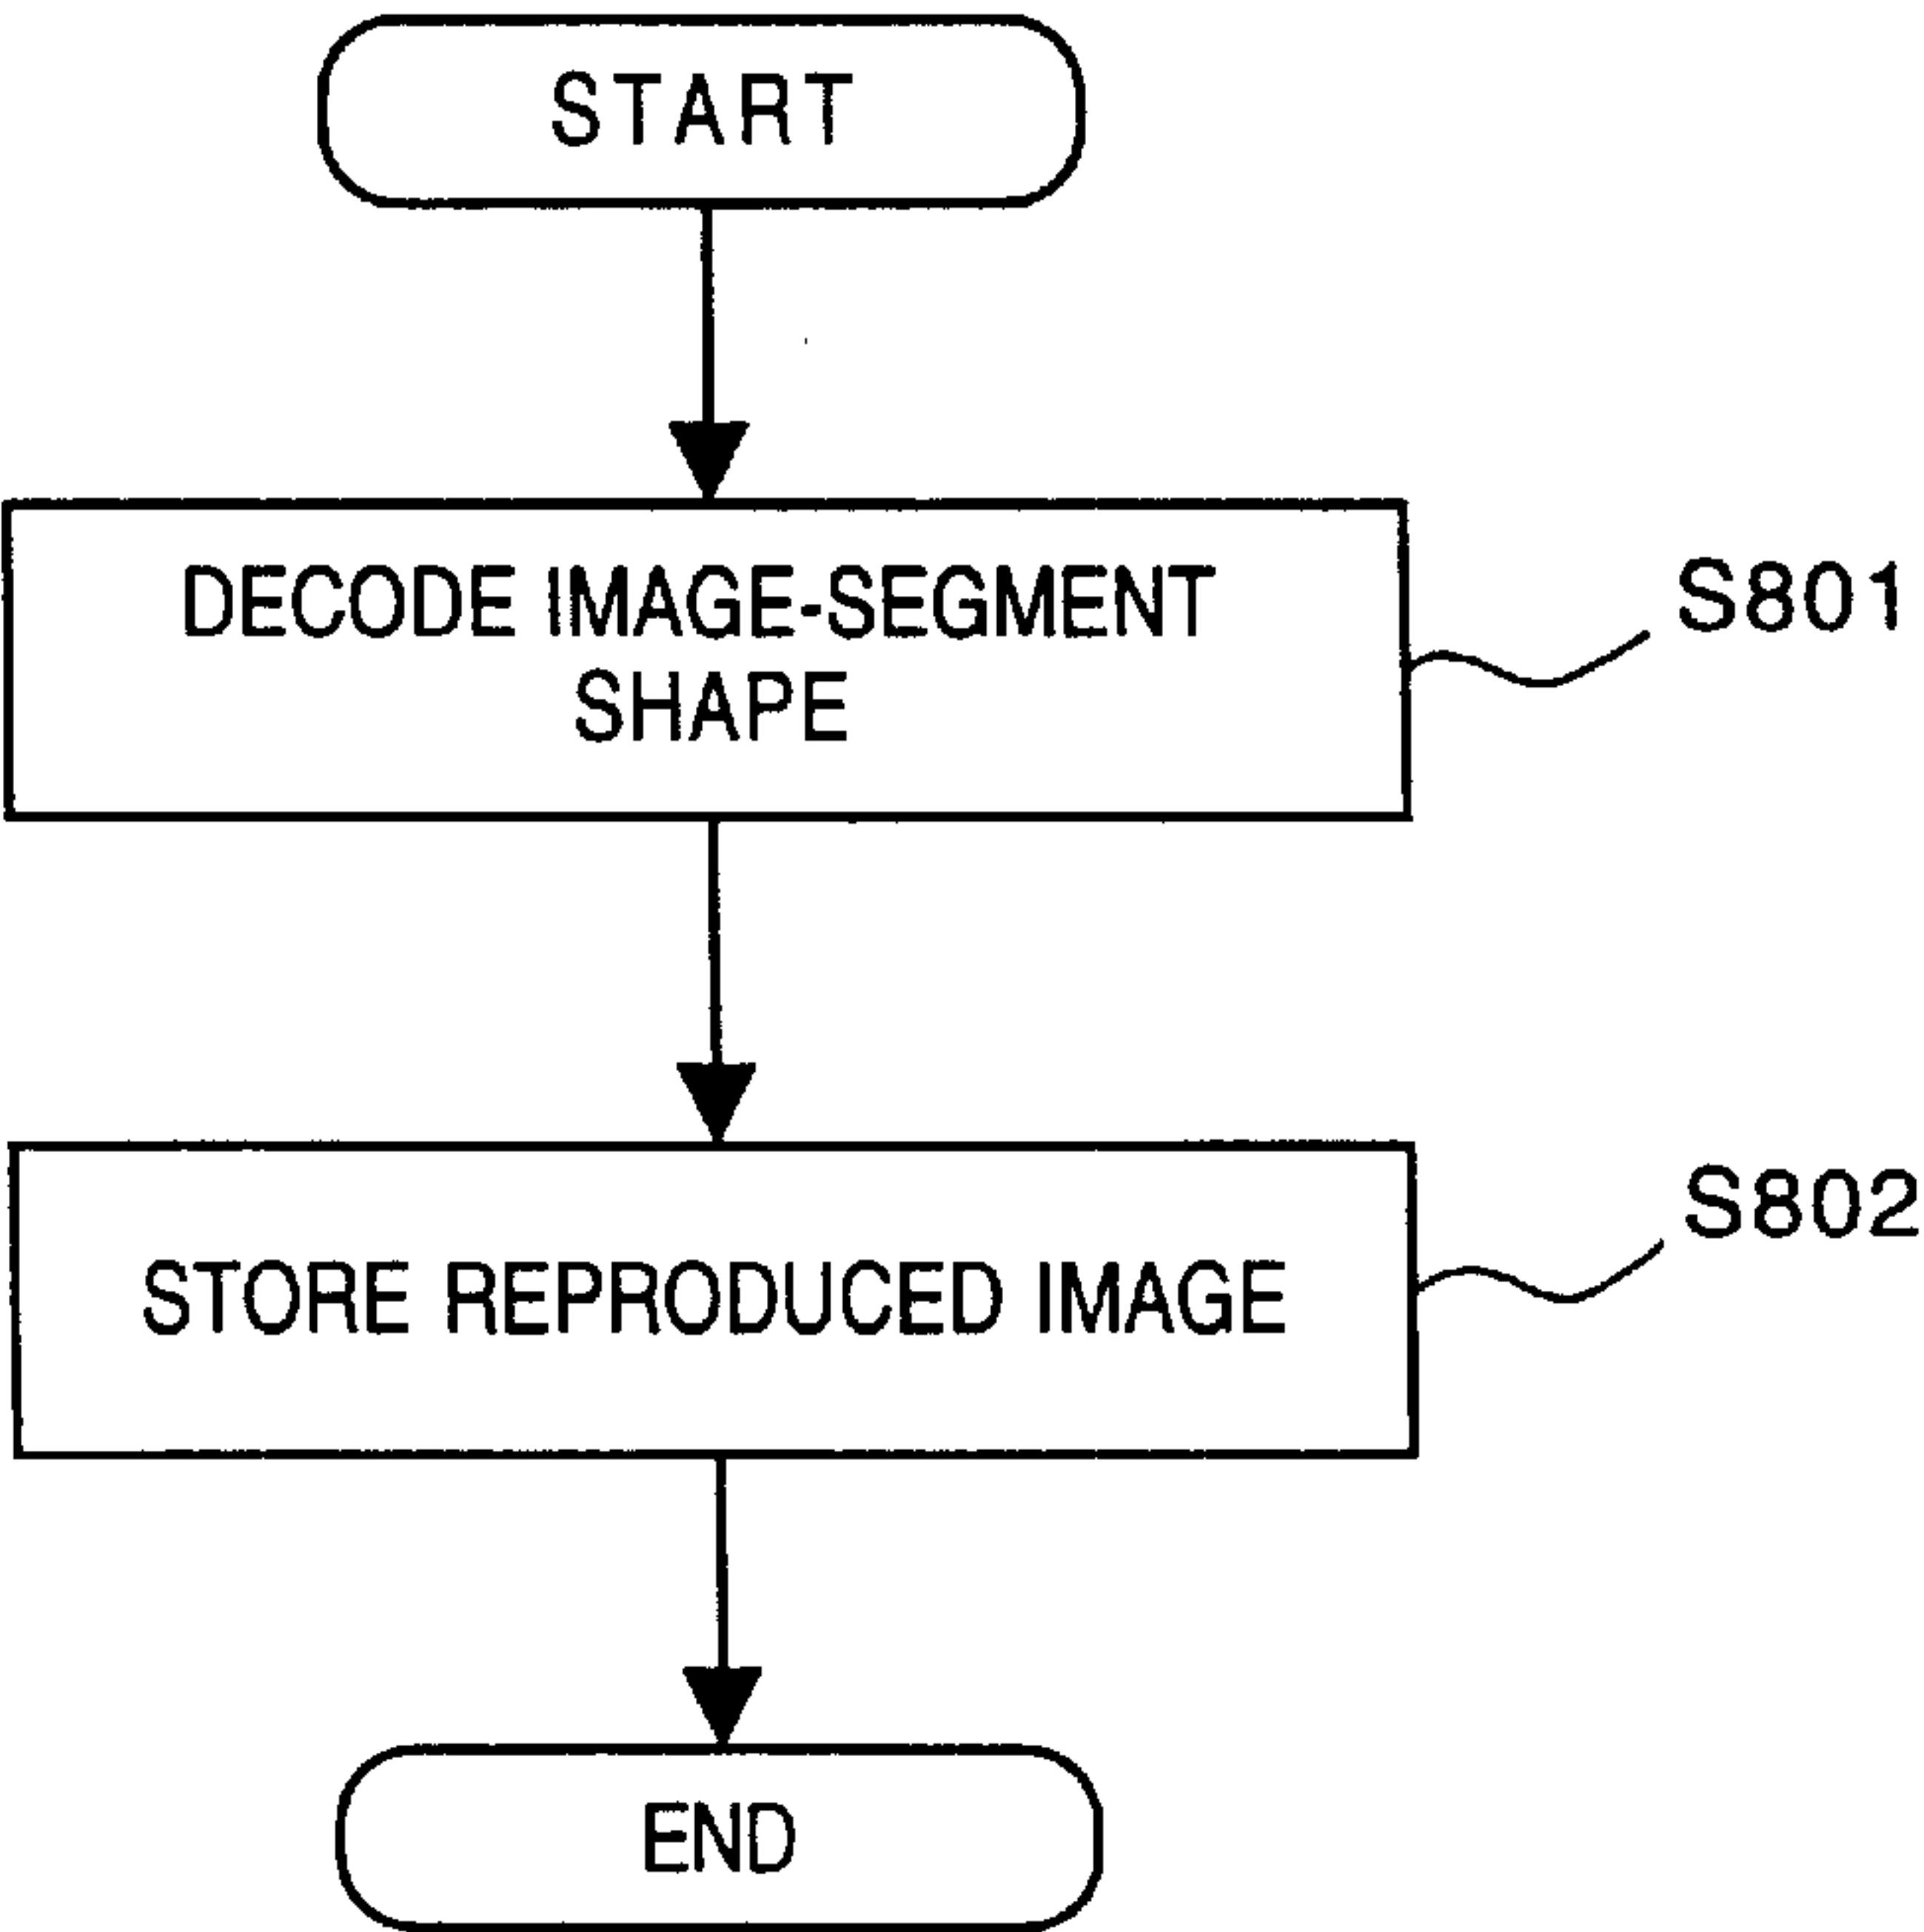 START
DECODE IMAGE-SEGMENT
SHAPE
S801
STORE REPRODUCED IMAGE
S802
END